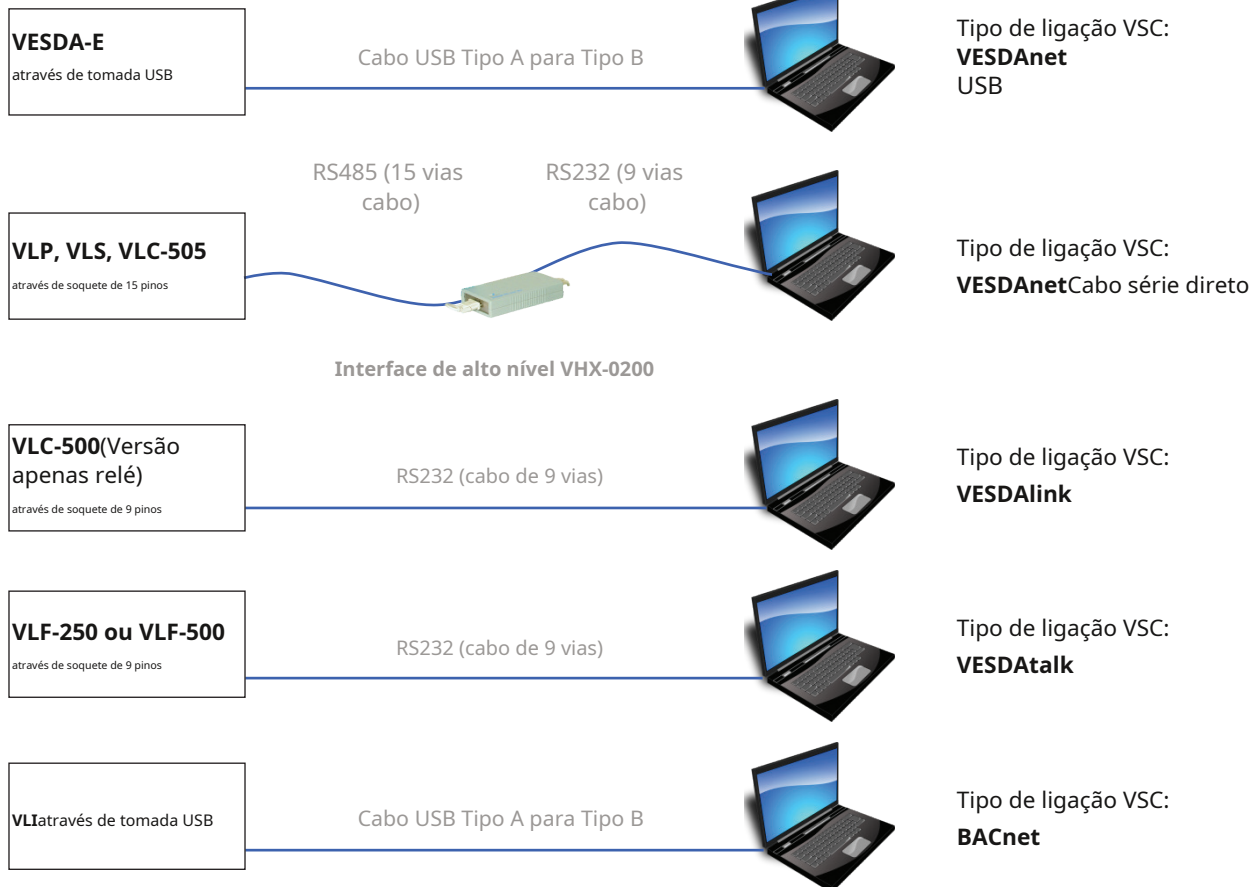 VESDA-E
através de tomada USB
Cabo USB Tipo A para Tipo B
Tipo de ligação VSC:
VESDAnet
USB
RS485 (15 vias
cabo)
RS232 (9 vias
cabo)
VLP, VLS, VLC-505
através de soquete de 15 pinos
Tipo de ligação VSC:
VESDAnetCabo série direto
Interface de alto nível VHX-0200
VLC-500(Versão
apenas relé)
através de soquete de 9 pinos
RS232 (cabo de 9 vias)
Tipo de ligação VSC:
VESDAlink
VLF-250 ou VLF-500
através de soquete de 9 pinos
RS232 (cabo de 9 vias)
Tipo de ligação VSC:
VESDAtalk
VLIatravés de tomada USB
Cabo USB Tipo A para Tipo B
Tipo de ligação VSC:
BACnet